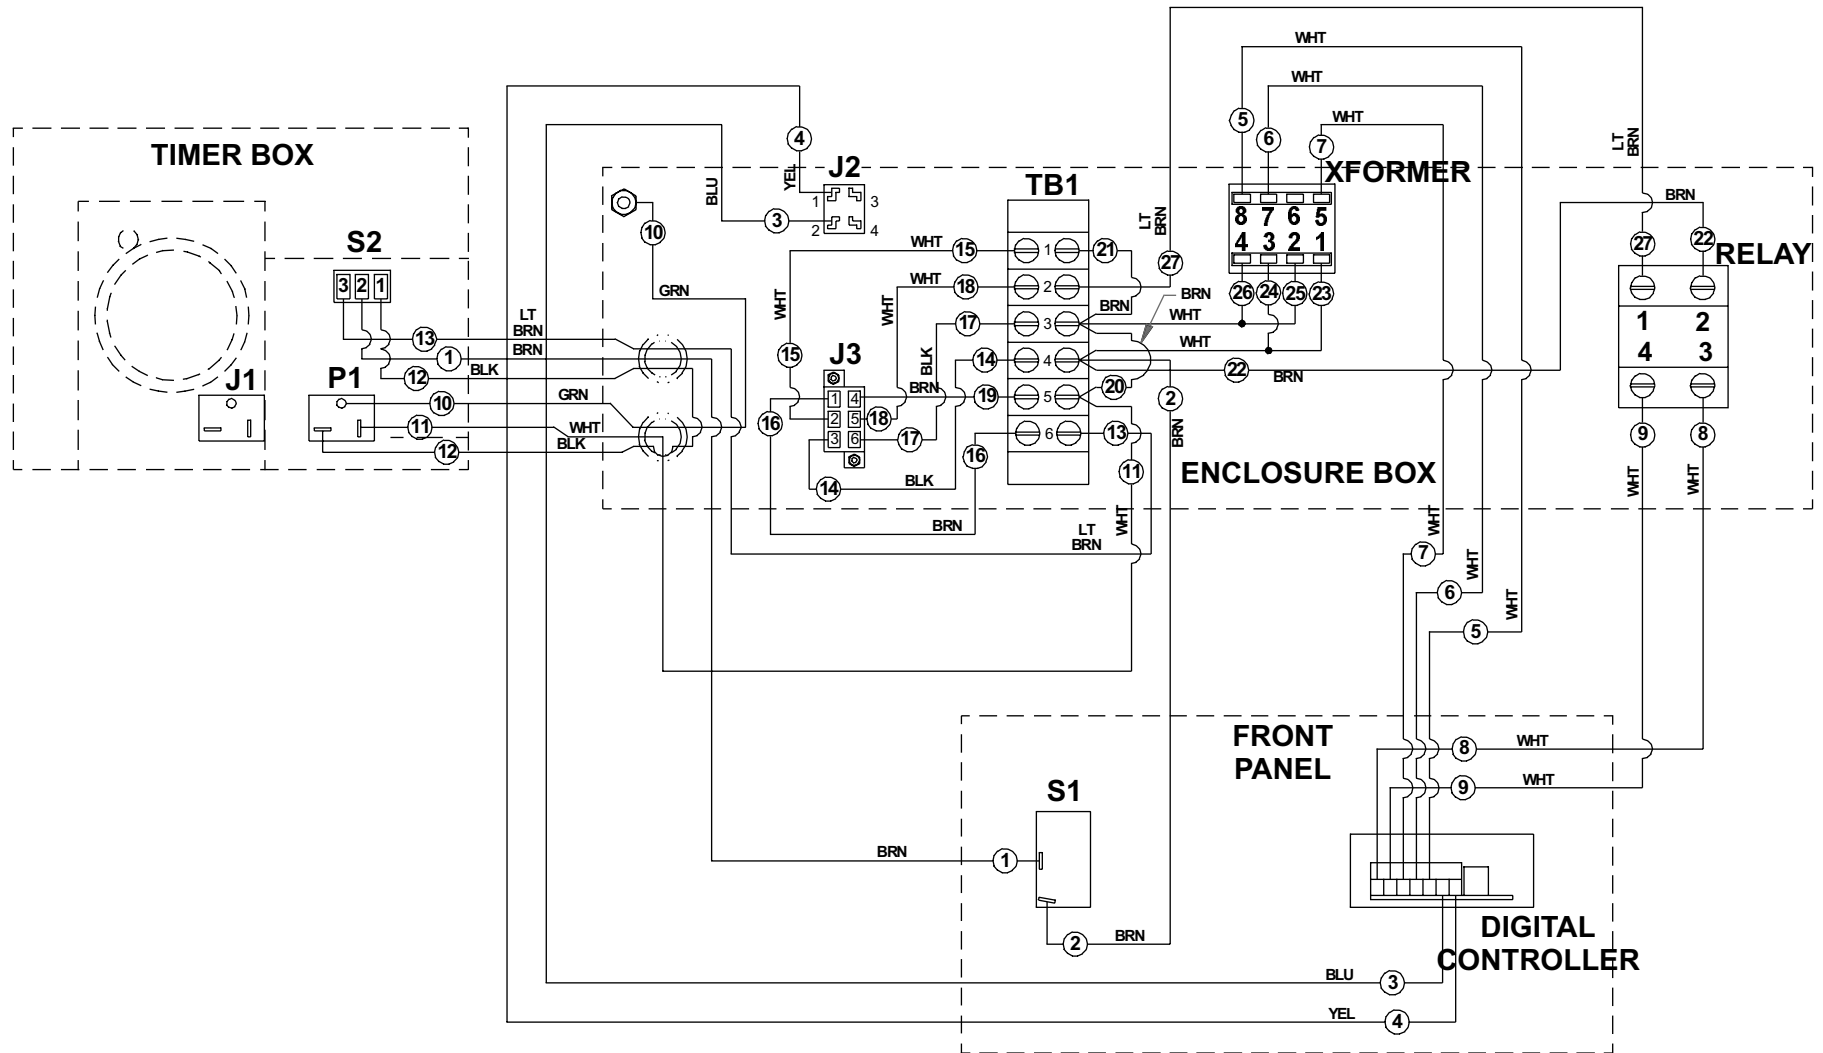 WHT
WHT
5
6
WHT
7
4
TIMER BOX
LT
BRN
J2
XFORMER
YEL
BLU
1
3
2
4
3
TB1
BRN
10
S2
WHT
15
1
21
LT
BRN
8 7 6 5
4 3 2 1
27
22
RELAY
27
3 2 1
WHT
18
2
BRN
26
24
25
23
GRN
WHT
WHT
BRN
17
3
WHT
LT
BRN
13
1
2
BRN
1
WHT
4
3
15
J3
BLK
14
4
BLK
12
22
BRN
J1
P1
10
GRN
1
4
BRN
19
5
20
2
16
2
5
18
11
WHT
3
6
17
6
13
BRN
9
8
BLK
12
16
11
ENCLOSURE BOX
14
BLK
WHT
WHT
BRN
LT
BRN
WHT
WHT
7
WHT
6
WHT
5
FRONT
PANEL
8
WHT
S1
9
WHT
BRN
1
2
BRN
DIGITAL
CONTROLLER
BLU
3
YEL
4